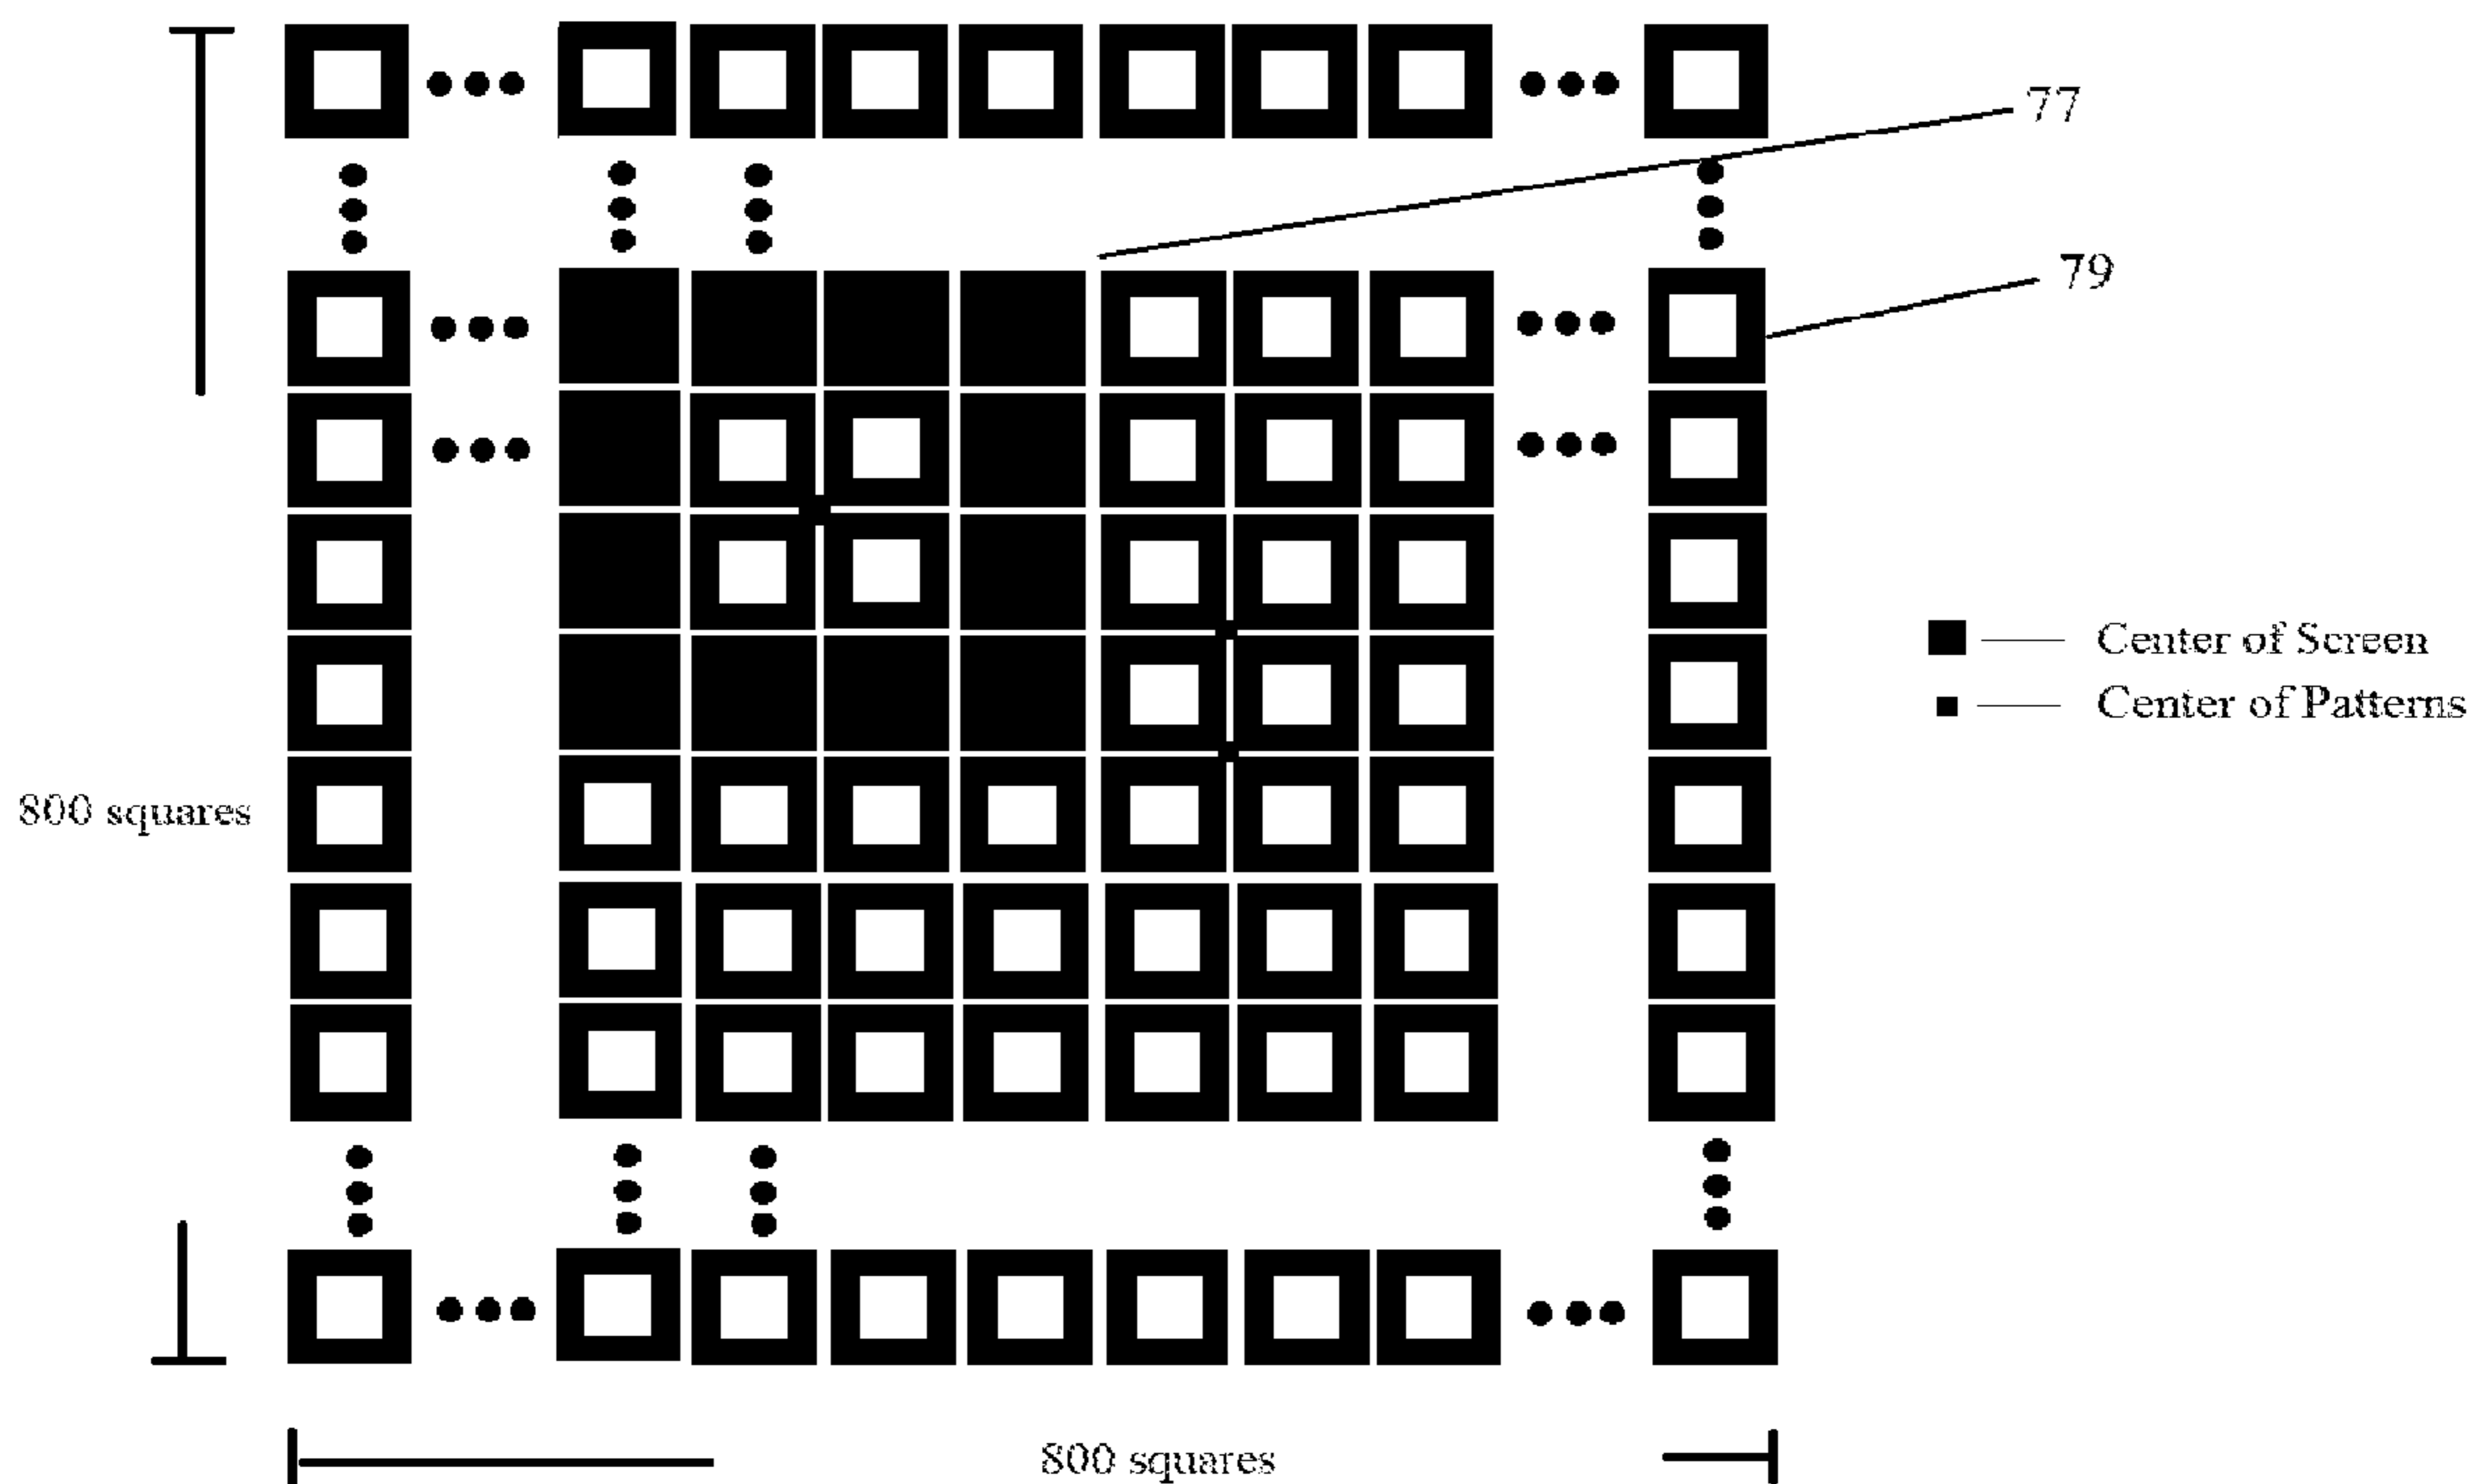 77
79
Center of Screen
Center of Patterns
800 squares
800 squares